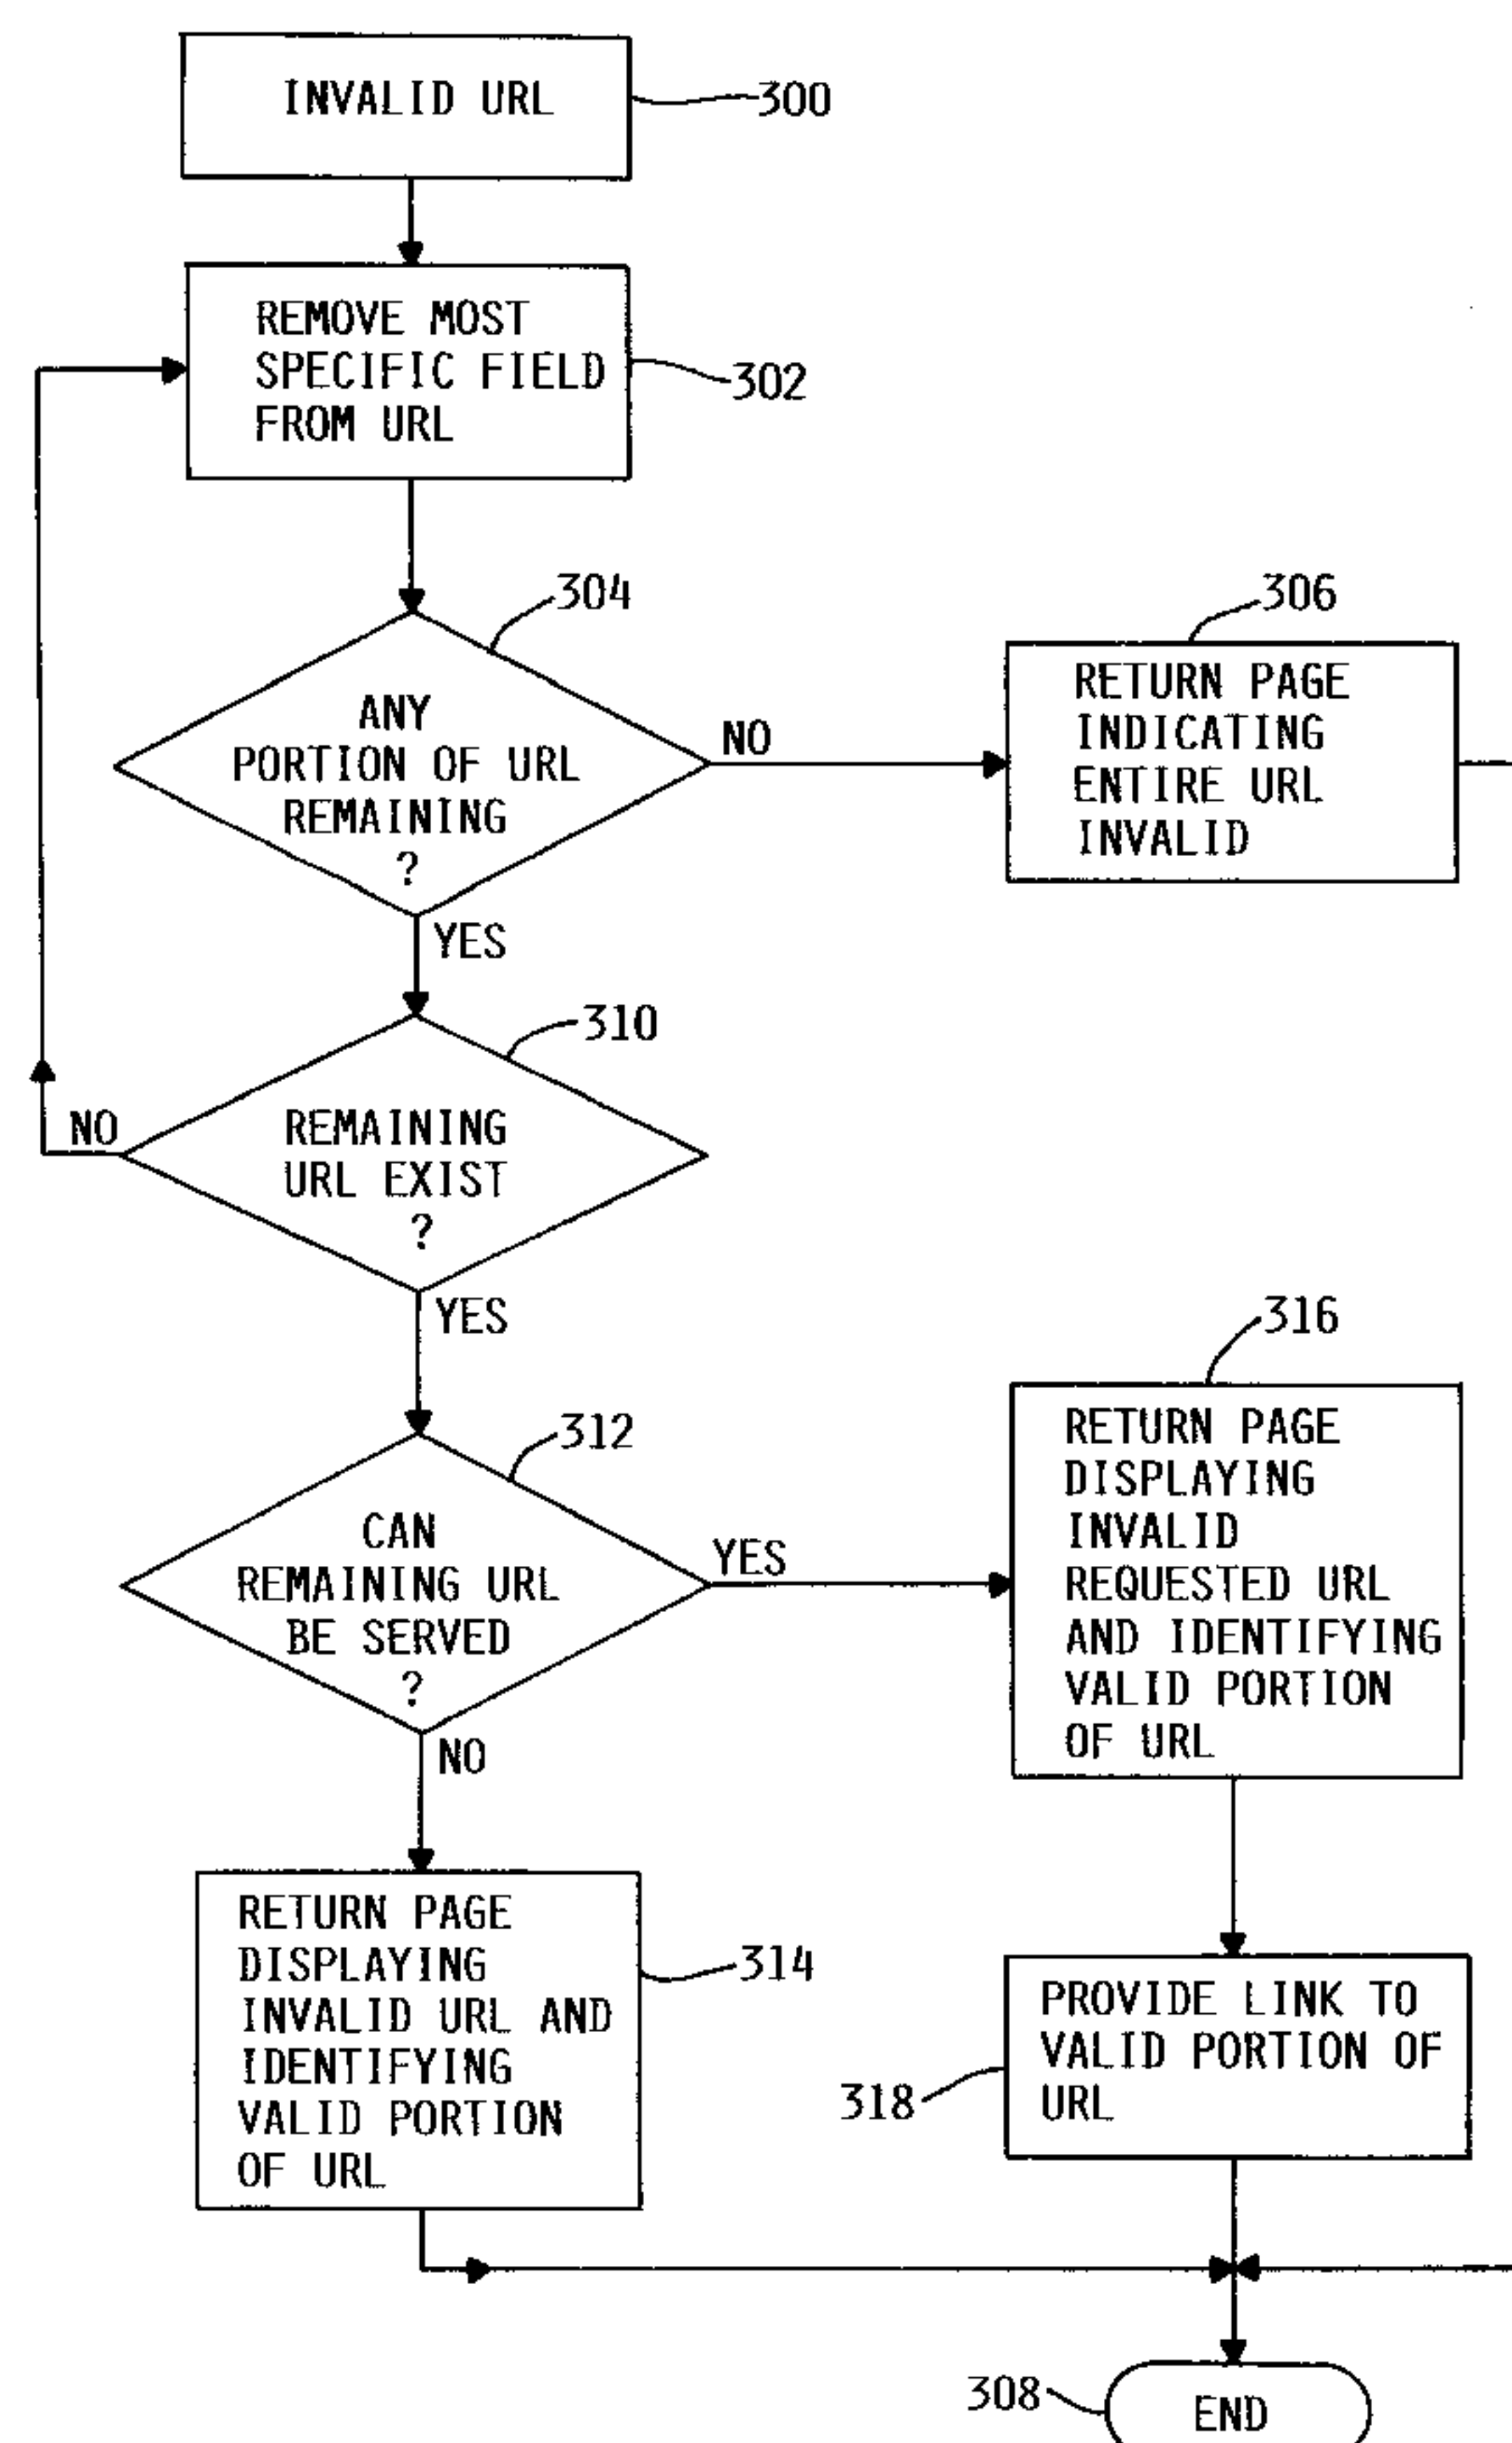 INVALID URL
300
REMOVE MOST
SPECIFIC FIELD
FROM URL
302
304
ANY
PORTION OF URL
REMAINING
?
NO
YES
306
RETURN PAGE
INDICATING
ENTIRE URL
INVALID
310
REMAINING
URL EXIST
?
NO
YES
312
CAN
REMAINING URL
BE SERVED
?
YES
NO
316
RETURN PAGE
DISPLAYING
INVALID
REQUESTED URL
AND IDENTIFYING
VALID PORTION
OF URL
RETURN PAGE
DISPLAYING
INVALID URL AND
IDENTIFYING
VALID PORTION
OF URL
314
PROVIDE LINK TO
VALID PORTION OF
URL
318
308
END